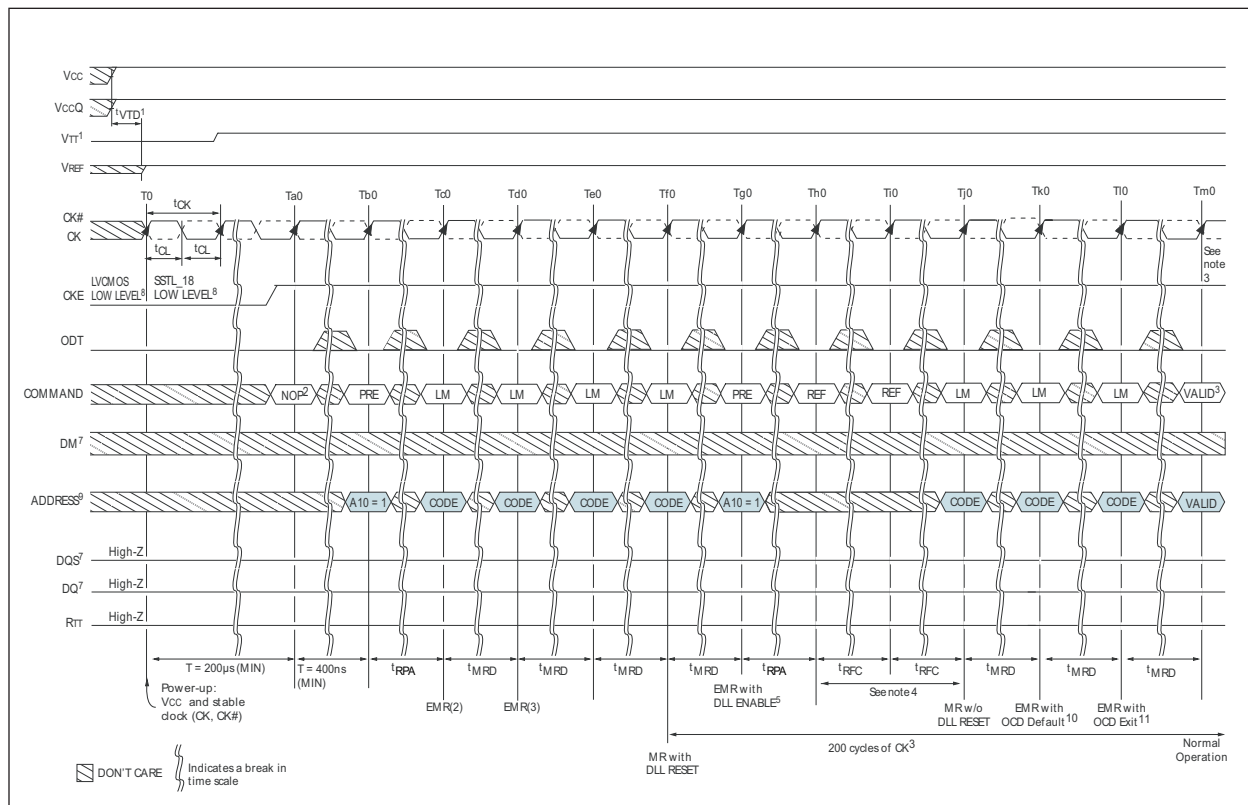 VCC
VCCQ
tVTD1
VTT1
VREF
T0 Ta0 Tb0 Tc0 Td0 Te0 Tf0 Tg0 Th0 Ti0 Tj0 Tk0 Tl0 Tm0
tCK
CK#
CK
tCL tCL
See
note
3
LVCMOS
LOW LEVEL8
SSTL_18
LOW LEVEL8
CKE
ODT
COMMAND NOP2 PRE LM LM LM LM PRE REF REF LM LM LM VALID3
DM7
ADDRESS9 A10 = 1 CODE CODE CODE CODE A10 = 1 CODE CODE CODE VALID
DQS7 High-Z
DQ7 High-Z
RTT High-Z
T = 200μs (MIN)
T = 400ns
(MIN)
tRPA tMRD tMRD tMRD tMRD tRPA tRFC tRFC tMRD tMRD tMRD
See note 4
Power-up:
VCC and stable
clock (CK, CK#)
EMR(2) EMR(3)
EMR with
DLL ENABLE5
MR w/o
DLL RESET
EMR with
OCD Default10
EMR with
OCD Exit11
MR with
DLL RESET
200 cycles of CK3
Normal
Operation
DON'T CARE
Indicates a break in
time scale